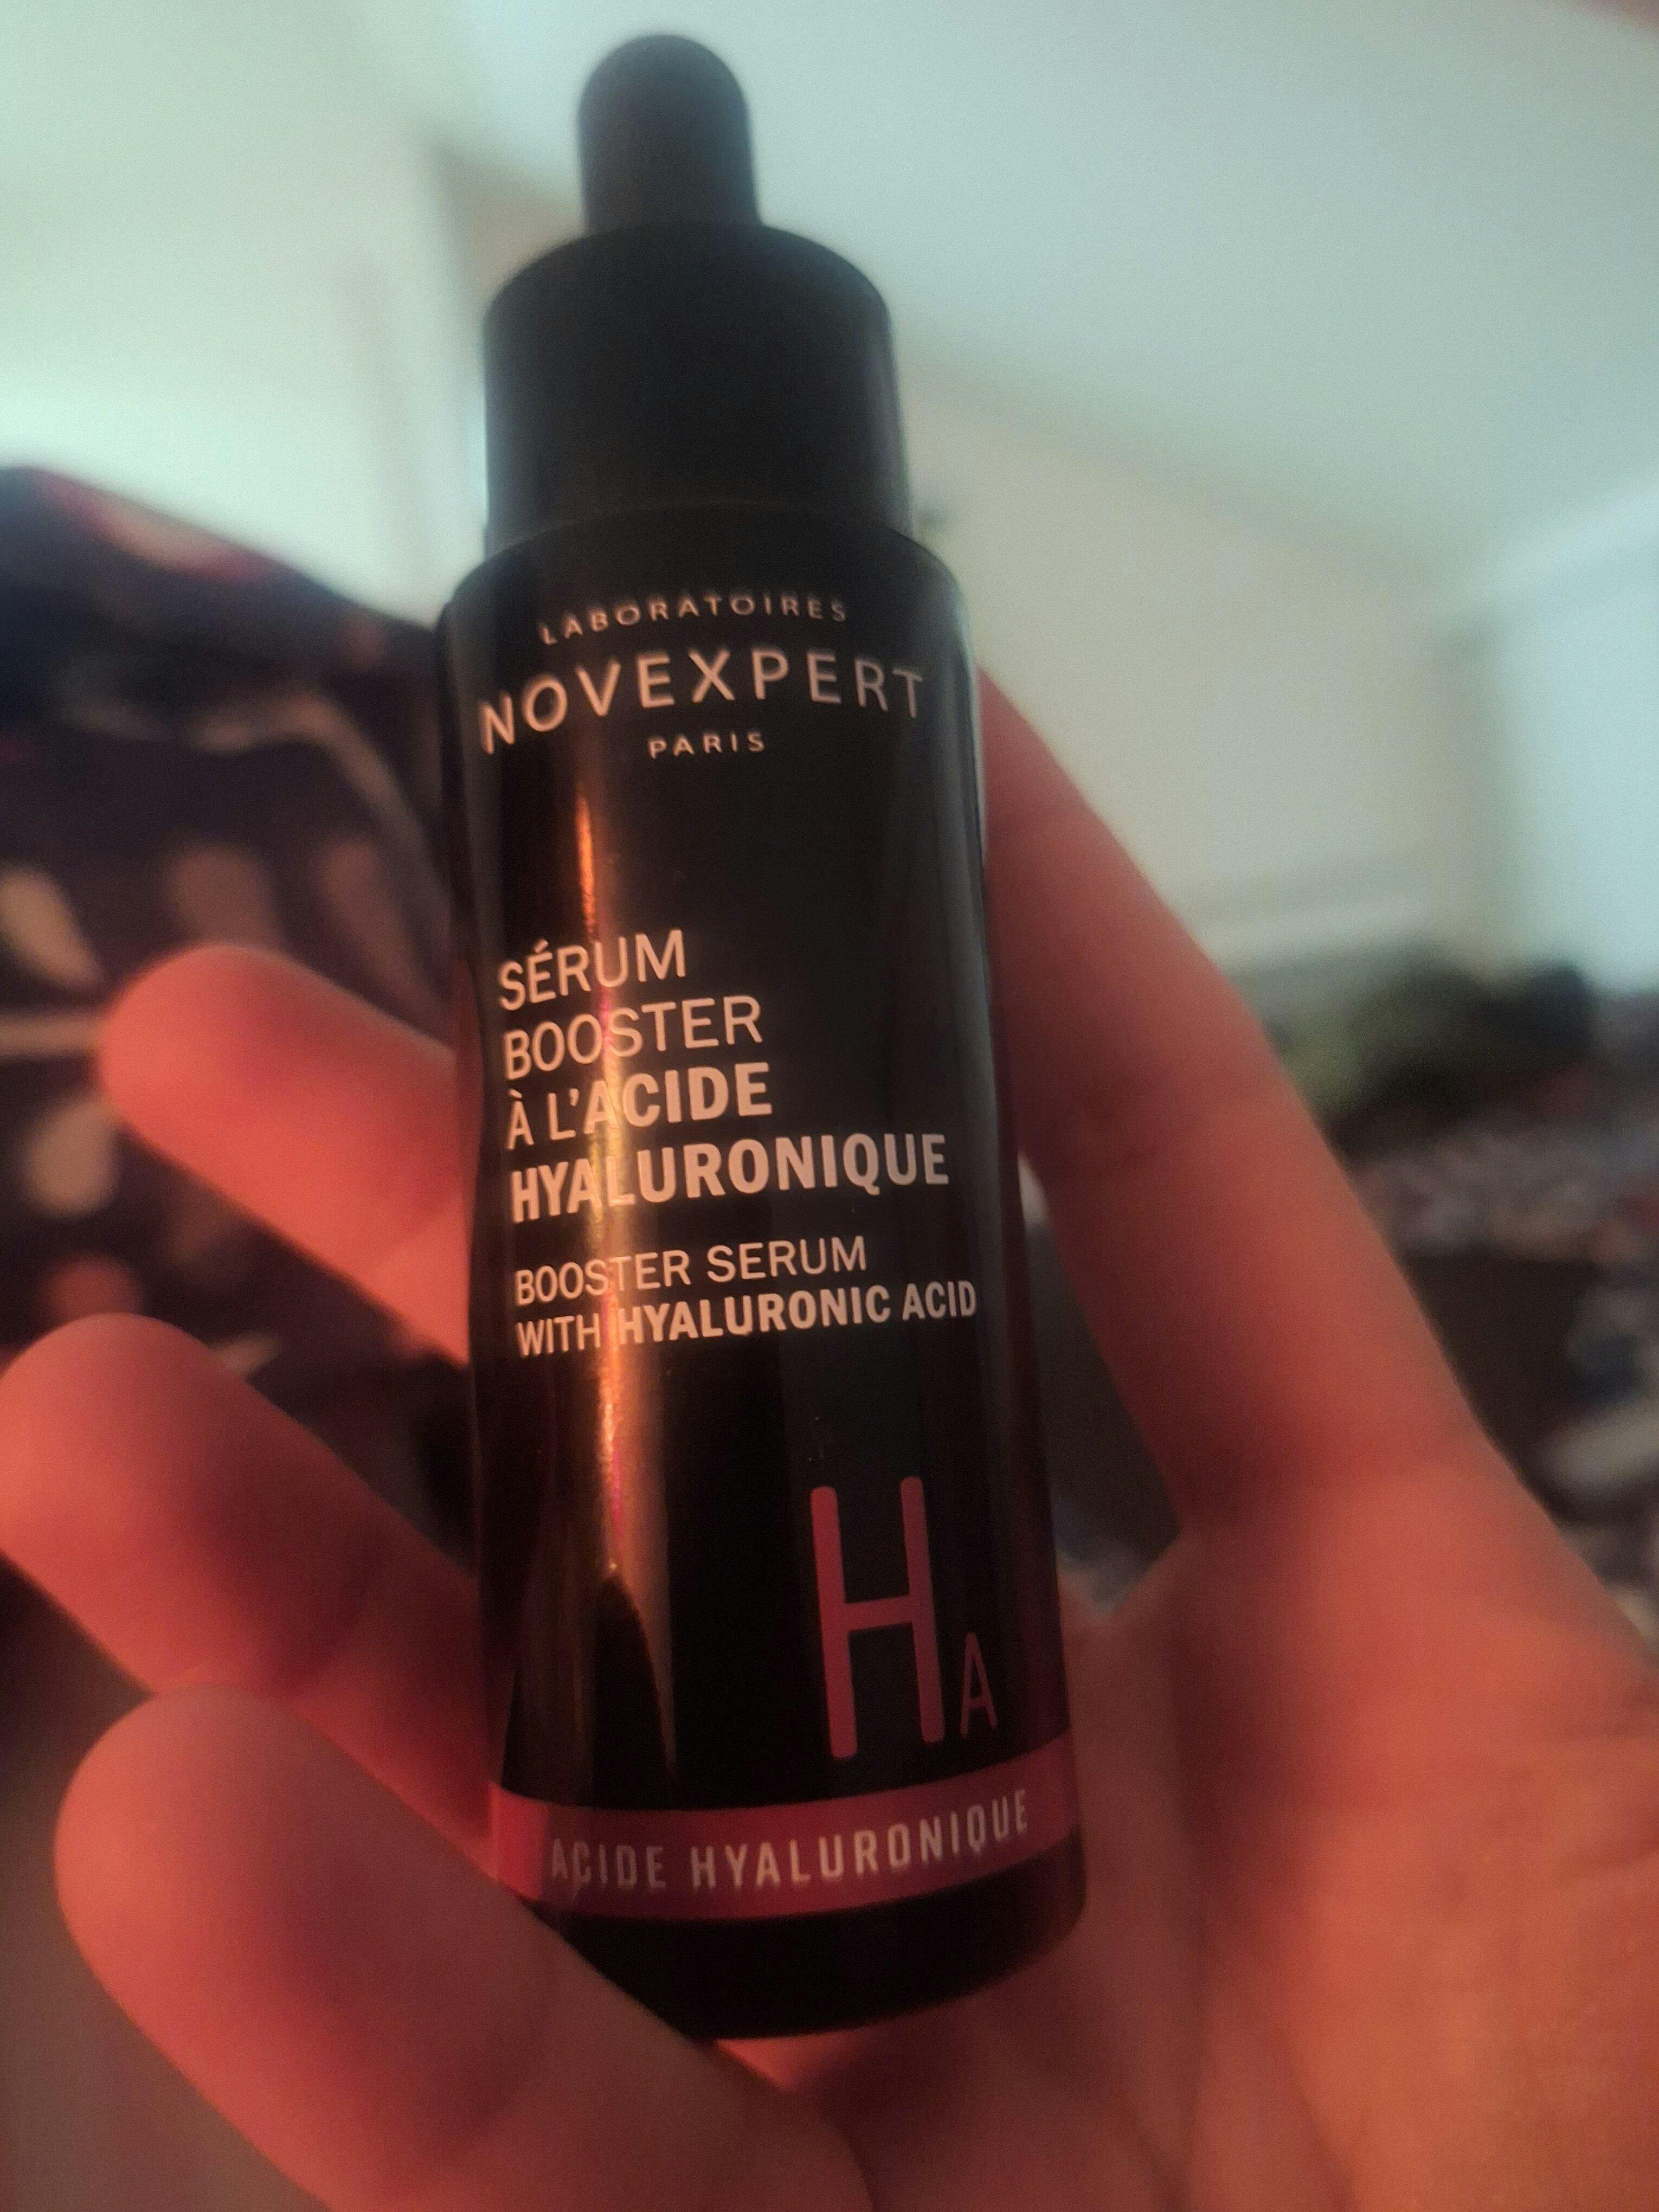 LABORATOIRES
NOVEXPERT
PARIS
SÉRUM
BOOSTER
À L'ACIDE
HYALURONIQUE
BOOSTER SERUM
WITH HYALURONIC ACID
HA
ACIDE HYALURONIQUE